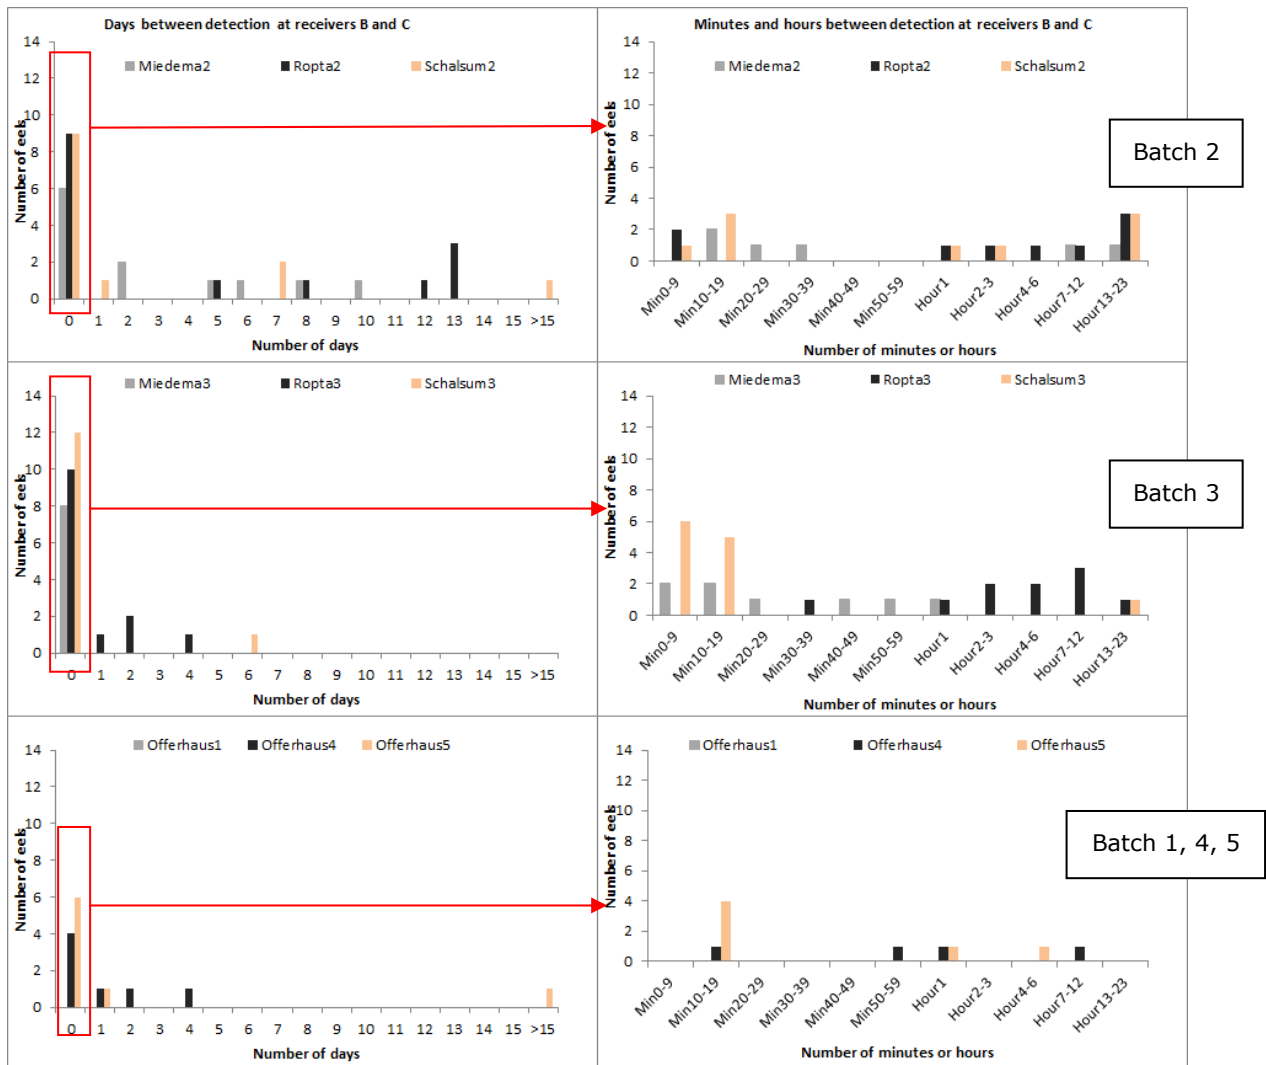 Days between detection at receivers B and C
14
12
10
8
6
4
2
0
Number of eels
Miedema2 Ropta2 Schalsum2
0 1 2 3 4 5 6 7 8 9 10 11 12 13 14 15 >15
Number of days
Minutes and hours between detection at receivers B and C
14
12
10
8
6
4
2
0
Number of eels
Miedema2 Ropta2 Schalsum2
Min0-9 Min10-19 Min20-29 Min30-39 Min40-49 Min50-59 Hour1 Hour2-3 Hour4-6 Hour7-12 Hour13-23
Number of minutes or hours
Batch 2
14
12
10
8
6
4
2
0
Number of eels
Miedema3 Ropta3 Schalsum3
0 1 2 3 4 5 6 7 8 9 10 11 12 13 14 15 >15
Number of days
14
12
10
8
6
4
2
0
Number of eels
Miedema3 Ropta3 Schalsum3
Min0-9 Min10-19 Min20-29 Min30-39 Min40-49 Min50-59 Hour1 Hour2-3 Hour4-6 Hour7-12 Hour13-23
Number of minutes or hours
Batch 3
14
12
10
8
6
4
2
0
Number of eels
Offerhaus1 Offerhaus4 Offerhaus5
0 1 2 3 4 5 6 7 8 9 10 11 12 13 14 15 >15
Number of days
14
12
10
8
6
4
2
0
Number of eels
Offerhaus1 Offerhaus4 Offerhaus5
Min0-9 Min10-19 Min20-29 Min30-39 Min40-49 Min50-59 Hour1 Hour2-3 Hour4-6 Hour7-12 Hour13-23
Number of minutes or hours
Batch 1, 4, 5